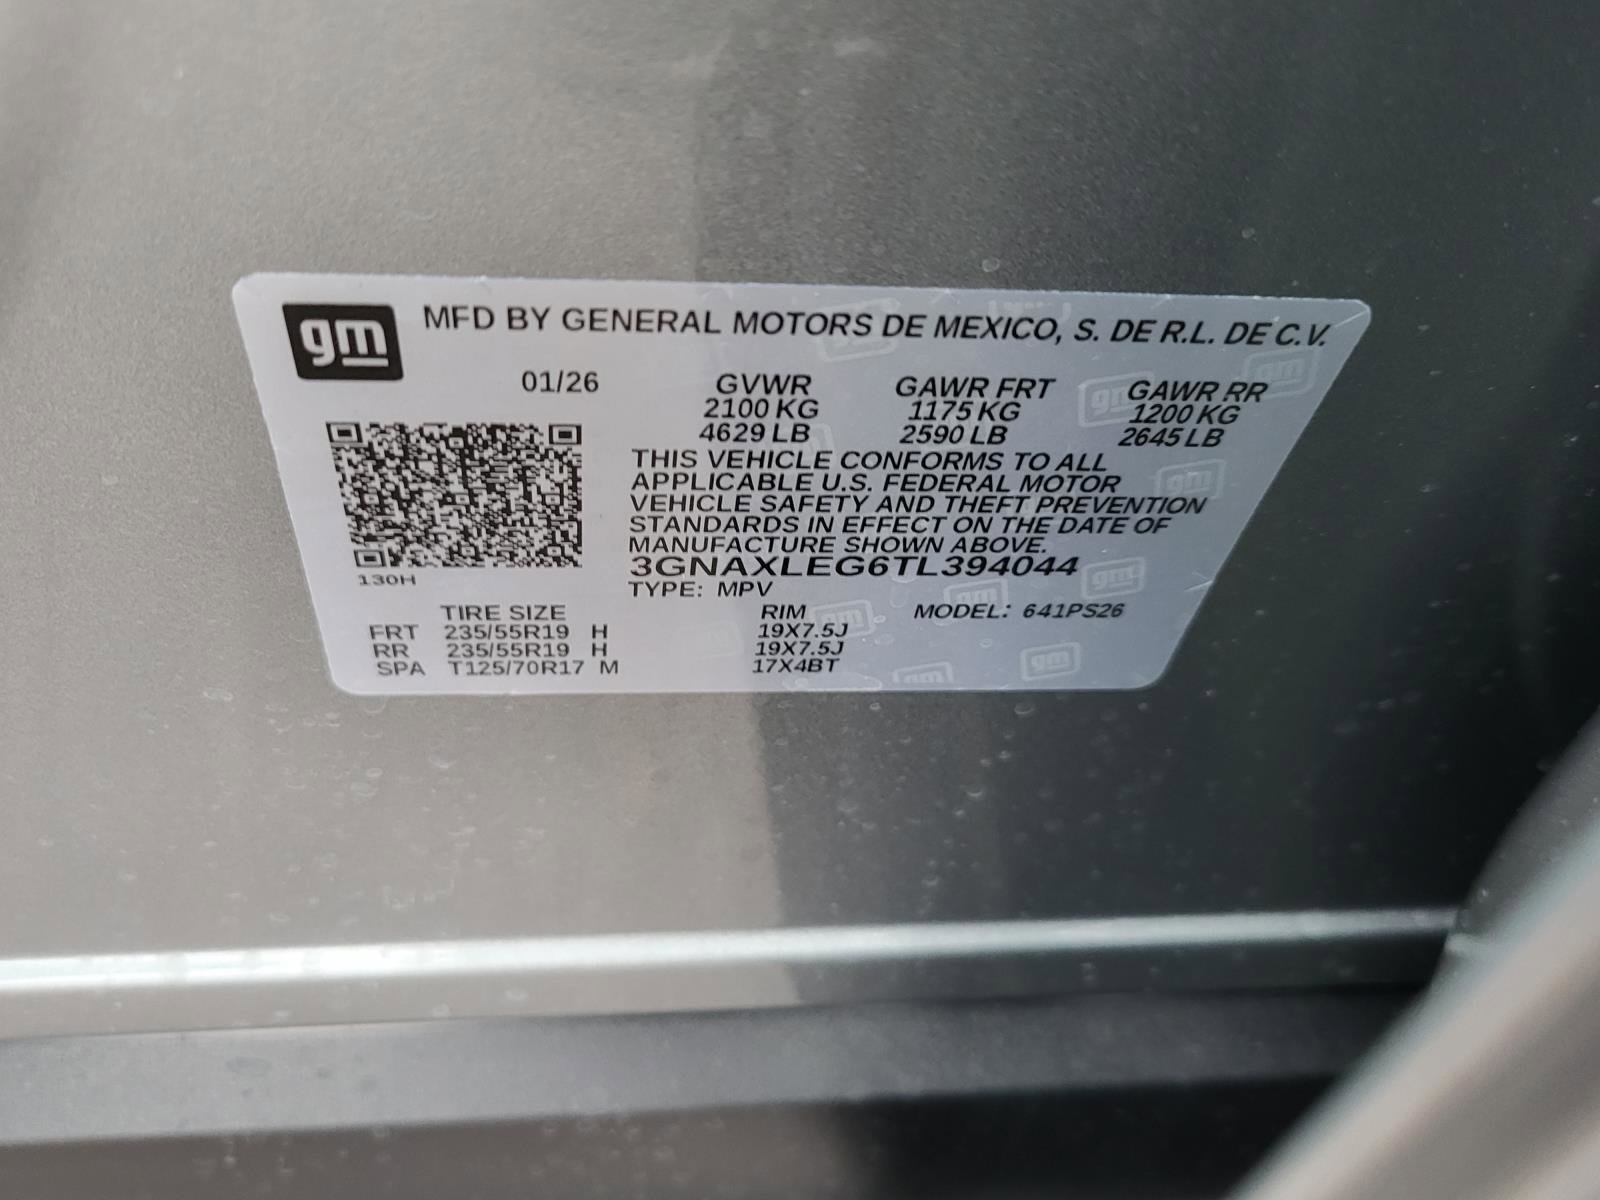 gm MFD BY GENERAL MOTORS DE MEXICO, S. DE R.L. DE C.V.
01/26 GVWR GAWR FRT GAWR RR
2100 KG 1175 KG 1200 KG
4629 LB 2590 LB 2645 LB
THIS VEHICLE CONFORMS TO ALL
APPLICABLE U.S. FEDERAL MOTOR
VEHICLE SAFETY AND THEFT PREVENTION
STANDARDS IN EFFECT ON THE DATE OF
MANUFACTURE SHOWN ABOVE.
3GNAXLEG6TL394044
130H
TYPE: MPV
TIRE SIZE RIM MODEL: 641PS26
FRT 235/55R19 H 19X7.5J
RR 235/55R19 H 19X7.5J
SPA T125/70R17 M 17X4BT